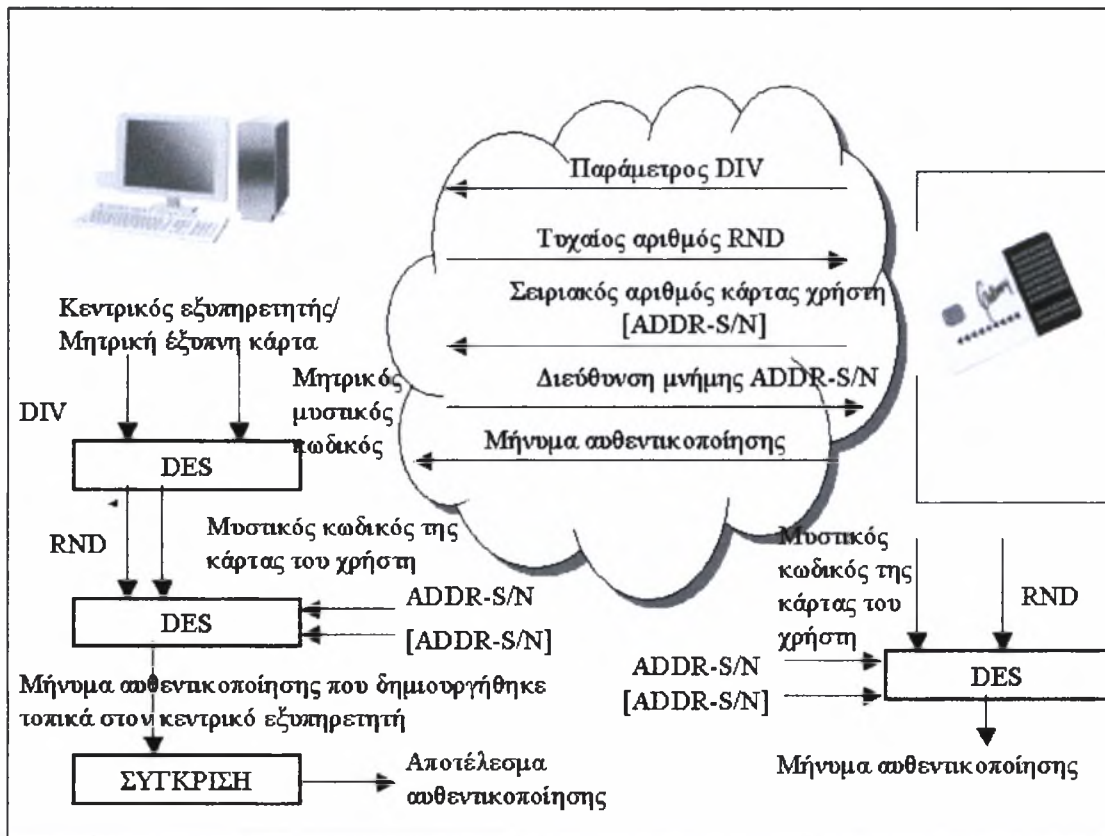 Παράμετρος DIV
Τυχαίος αριθμός RND
Σειριακός αριθμός κάρτας χρήστη
[ADDR-S/N]
Διεύθυνση μνήμης ADDR-S/N
Μήνυμα αυθεντικοποίησης
Κεντρικός εξυπηρετητής/
Μητρική έξυπνη κάρτα
DIV
Μητρικός
μυστικός
κωδικός
DES
RND
Μυστικός κωδικός της
κάρτας του χρήστη
DES
ADDR-S/N
[ADDR-S/N]
Μήνυμα αυθεντικοποίησης που δημιουργήθηκε
τοπικά στον κεντρικό εξυπηρετητή
ΣΥΓΚΡΙΣΗ
Αποτέλεσμα
αυθεντικοποίησης
Μυστικός
κωδικός της
κάρτας του
χρήστη
RND
ADDR-S/N
[ADDR-S/N]
DES
Μήνυμα αυθεντικοποίησης